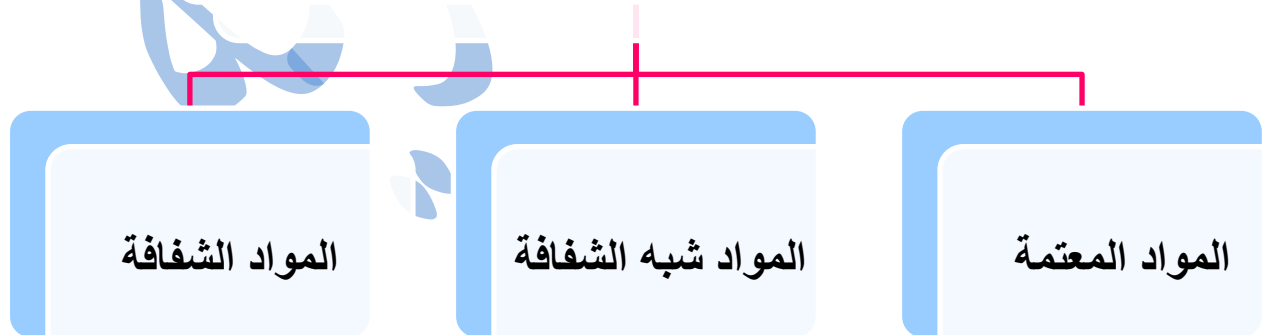 المواد المعتمة
المواد شبه الشفافة
المواد الشفافة